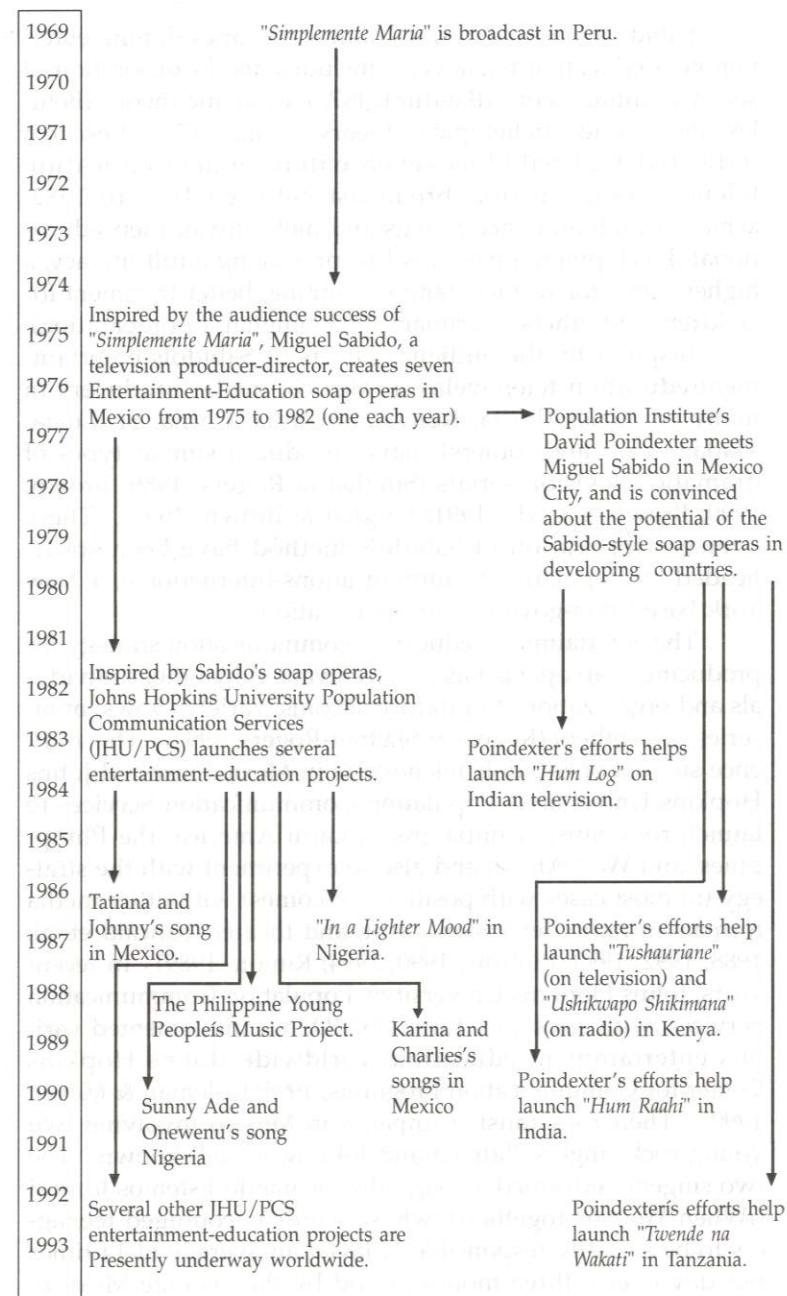 1969
1970
1971
1972
1973
1974
1975
1976
1977
1978
1979
1980
1981
1982
1983
1984
1985
1986
1987
1988
1989
1990
1991
1992
1993
"Simplemente Maria" is broadcast in Peru.
Inspired by the audience success of
"Simplemente Maria", Miguel Sabido, a
television producer-director, creates seven
Entertainment-Education soap operas in
Mexico from 1975 to 1982 (one each year).
Population Institute's
David Poindexter meets
Miguel Sabido in Mexico
City, and is convinced
about the potential of the
Sabido-style soap operas in
developing countries.
Inspired by Sabido's soap operas,
Johns Hopkins University Population
Communication Services
(JHU/PCS) launches several
entertainment-education projects.
Poindexter's efforts helps
launch "Hum Log" on
Indian television.
Tatiana and
Johnny's song
in Mexico.
"In a Lighter Mood" in
Nigeria.
Poindexter's efforts help
launch "Tushauriane"
(on television) and
"Ushikwapo Shikimana"
(on radio) in Kenya.
The Philippine Young
Peopleís Music Project.
Karina and
Charlies's
songs in
Mexico
Poindexter's efforts help
launch "Hum Raahi" in
India.
Sunny Ade and
Onewenu's song
Nigeria
Several other JHU/PCS
entertainment-education projects are
Presently underway worldwide.
Poindexterís efforts help
launch "Twende na
Wakati" in Tanzania.